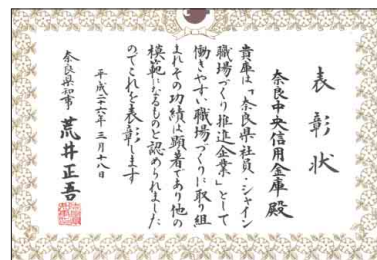 表彰状
奈良中央信用金庫 殿
貴庫は「奈良県社員・シャイン
職場づくり推進企業」として
働きやすい職場づくりに取り組
まれその功績は顕著であり他の
模範になるものと認められました
のでこれを表彰します
平成二十六年三月十八日
奈良県知事 荒井正吾